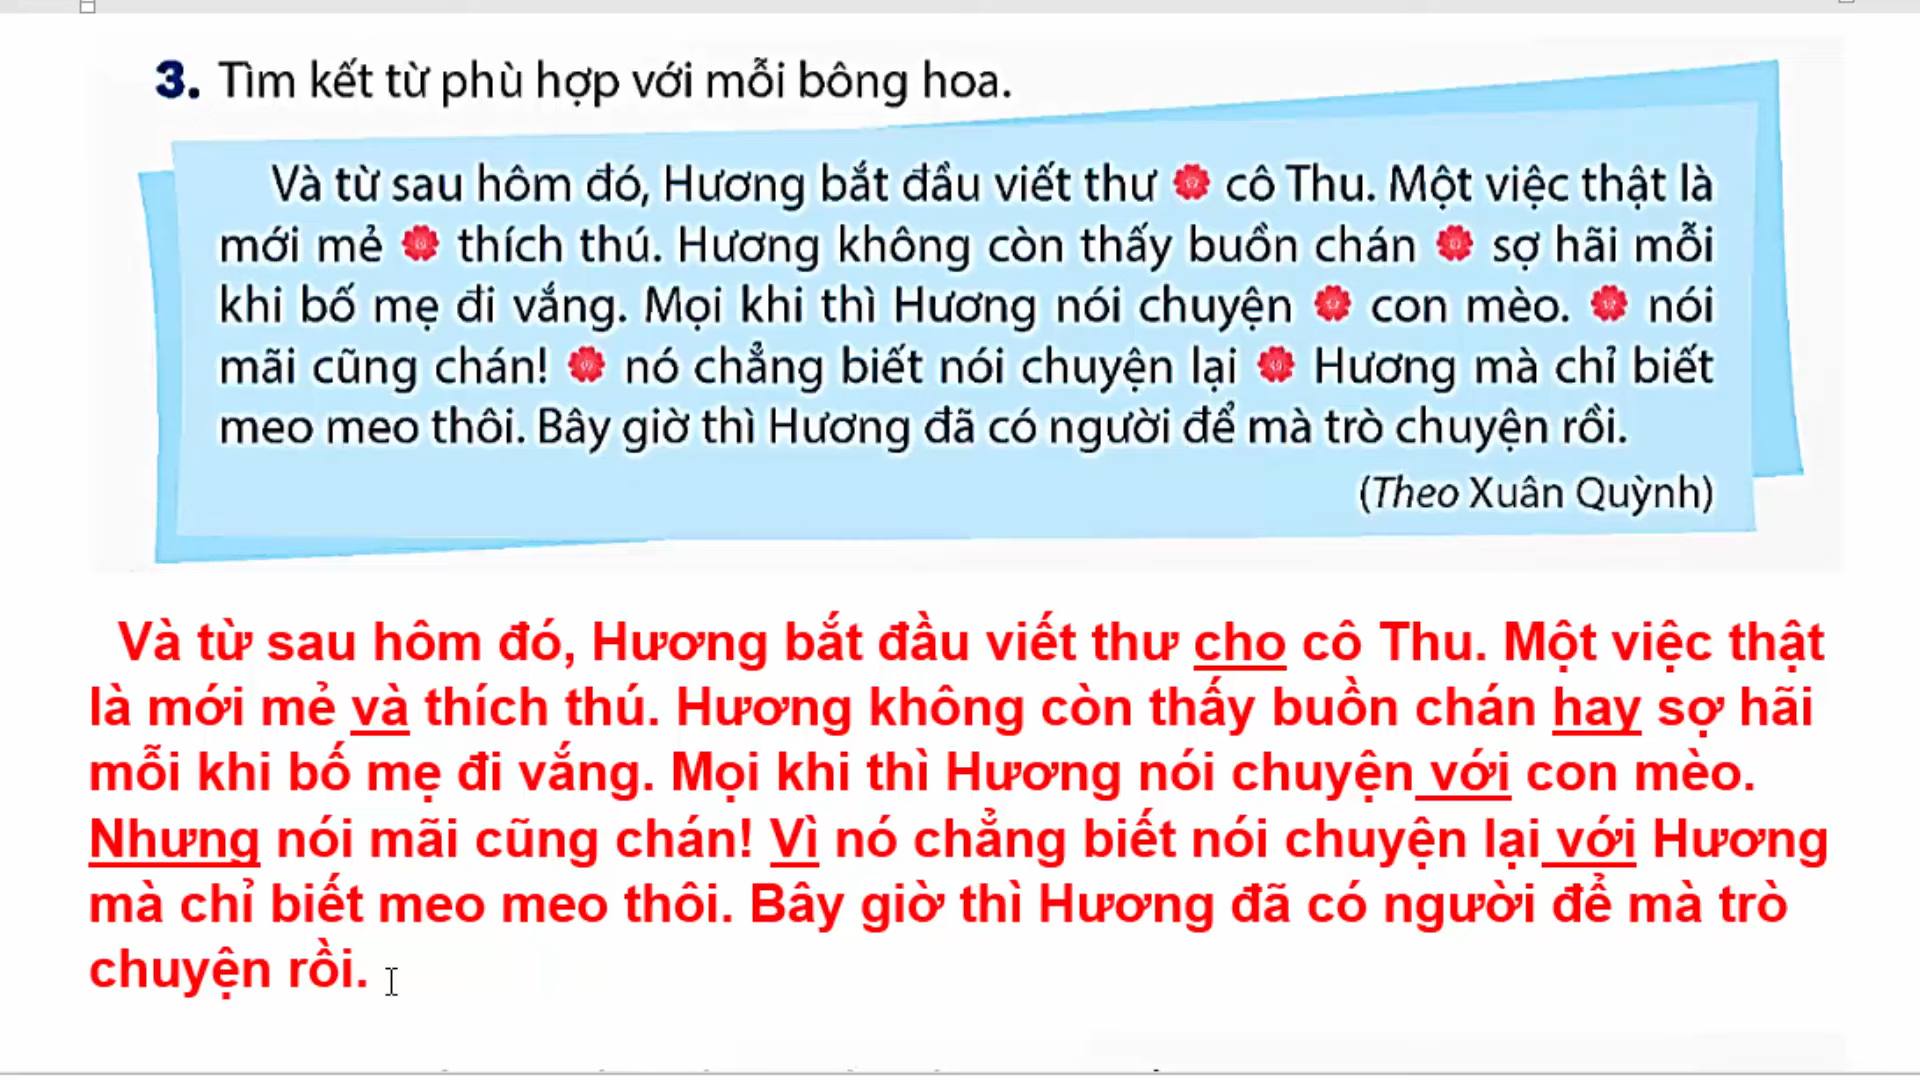 3. Tìm kết từ phù hợp với mỗi bông hoa.
Và từ sau hôm đó, Hương bắt đầu viết thư cô Thu. Một việc thật là
mới mẻ thích thú. Hương không còn thấy buồn chán sợ hãi mỗi
khi bố mẹ đi vắng. Mọi khi thì Hương nói chuyện con mèo. nói
mãi cũng chán! nó chẳng biết nói chuyện lại Hương mà chỉ biết
meo meo thôi. Bây giờ thì Hương đã có người để mà trò chuyện rồi.
(Theo Xuân Quỳnh)
Và từ sau hôm đó, Hương bắt đầu viết thư cho cô Thu. Một việc thật
là mới mẻ và thích thú. Hương không còn thấy buồn chán hay sợ hãi
mỗi khi bố mẹ đi vắng. Mọi khi thì Hương nói chuyện với con mèo.
Nhưng nói mãi cũng chán! Vì nó chẳng biết nói chuyện lại với Hương
mà chỉ biết meo meo thôi. Bây giờ thì Hương đã có người để mà trò
chuyện rồi.